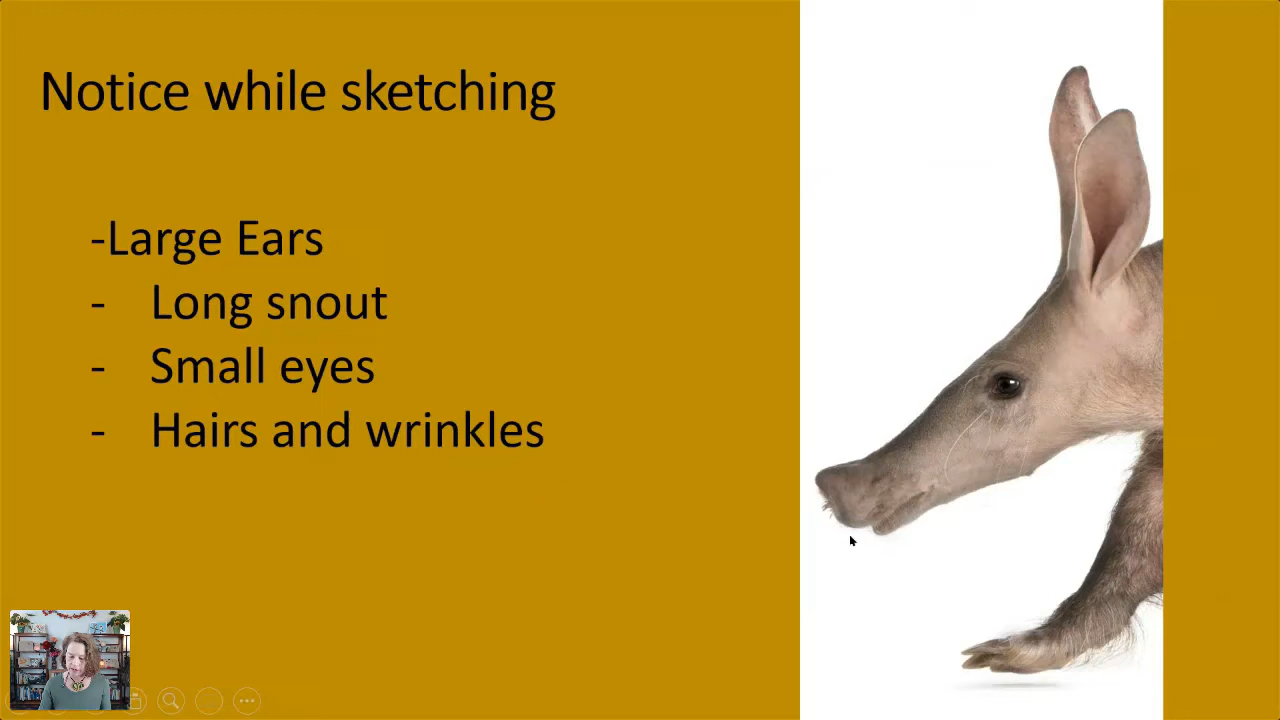 Notice while sketching
-Large Ears
- Long snout
- Small eyes
- Hairs and wrinkles